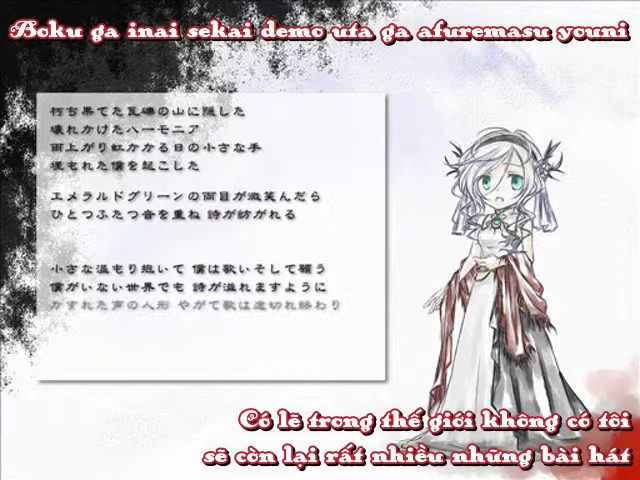 Boku ga inai sekai demo uta ga afuremasu youni
朽ち果てた瓦礫の山に隠した
壊れかけたハーモニア
雨上がり虹かかる日の小さな手
埋もれた僕を起こした
エメラルドグリーンの両目が微笑んだら
ひとつふたつ音を重ね 詩が紡がれる
小さな温もり抱いて 僕は歌いそして願う
僕がいない世界でも 詩が溢れますように
かすれた声の人形 やがて歌は途切れ終わり
Có lẽ trong thế giới không có tôi
sẽ còn lại rất nhiều những bài hát